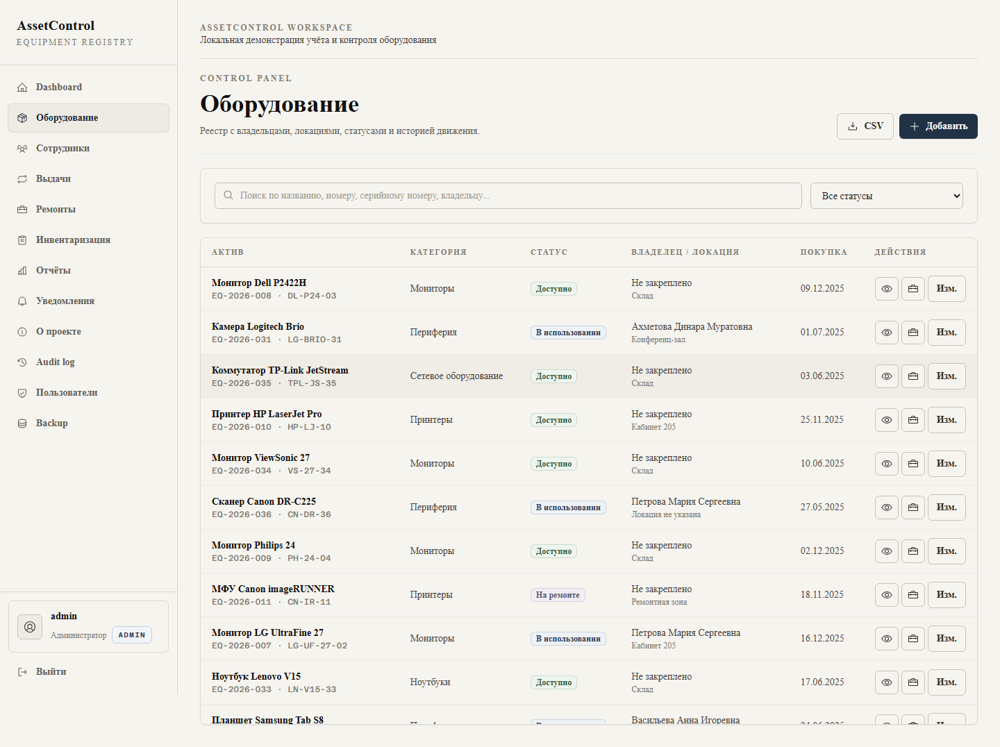 AssetControl
EQUIPMENT REGISTRY
Dashboard
Оборудование
Сотрудники
Выдачи
Ремонты
Инвентаризация
Отчёты
Уведомления
О проекте
Audit log
Пользователи
Backup
admin
Администратор ADMIN
Выйти
ASSETCONTROL WORKSPACE
Локальная демонстрация учёта и контроля оборудования
CONTROL PANEL
Оборудование
Реестр с владельцами, локациями, статусами и историей движения.
CSV
Добавить
Поиск по названию, номеру, серийному номеру, владельцу...
Все статусы
АКТИВ КАТЕГОРИЯ СТАТУС ВЛАДЕЛЕЦ / ЛОКАЦИЯ ПОКУПКА ДЕЙСТВИЯ
Монитор Dell P2422H
EQ-2026-008 · DL-P24-03
Мониторы
Доступно
Не закреплено
Склад
09.12.2025
Изм.
Камера Logitech Brio
EQ-2026-031 · LG-BRIO-31
Периферия
В использовании
Ахметова Динара Муратовна
Конференц-зал
01.07.2025
Изм.
Коммутатор TP-Link JetStream
EQ-2026-035 · TPL-JS-35
Сетевое оборудование
Доступно
Не закреплено
Склад
03.06.2025
Изм.
Принтер HP LaserJet Pro
EQ-2026-010 · HP-LJ-10
Принтеры
Доступно
Не закреплено
Кабинет 205
25.11.2025
Изм.
Монитор ViewSonic 27
EQ-2026-034 · VS-27-34
Мониторы
Доступно
Не закреплено
Склад
10.06.2025
Изм.
Сканер Canon DR-C225
EQ-2026-036 · CN-DR-36
Периферия
В использовании
Петрова Мария Сергеевна
Локация не указана
27.05.2025
Изм.
Монитор Philips 24
EQ-2026-009 · PH-24-04
Мониторы
Доступно
Не закреплено
Склад
02.12.2025
Изм.
МФУ Canon imageRUNNER
EQ-2026-011 · CN-IR-11
Принтеры
На ремонте
Не закреплено
Ремонтная зона
18.11.2025
Изм.
Монитор LG UltraFine 27
EQ-2026-007 · LG-UF-27-02
Мониторы
В использовании
Петрова Мария Сергеевна
Кабинет 205
16.12.2025
Изм.
Ноутбук Lenovo V15
EQ-2026-033 · LN-V15-33
Ноутбуки
Доступно
Не закреплено
Склад
17.06.2025
Изм.
Планшет Samsung Tab S8
Васильева Анна Игоревна